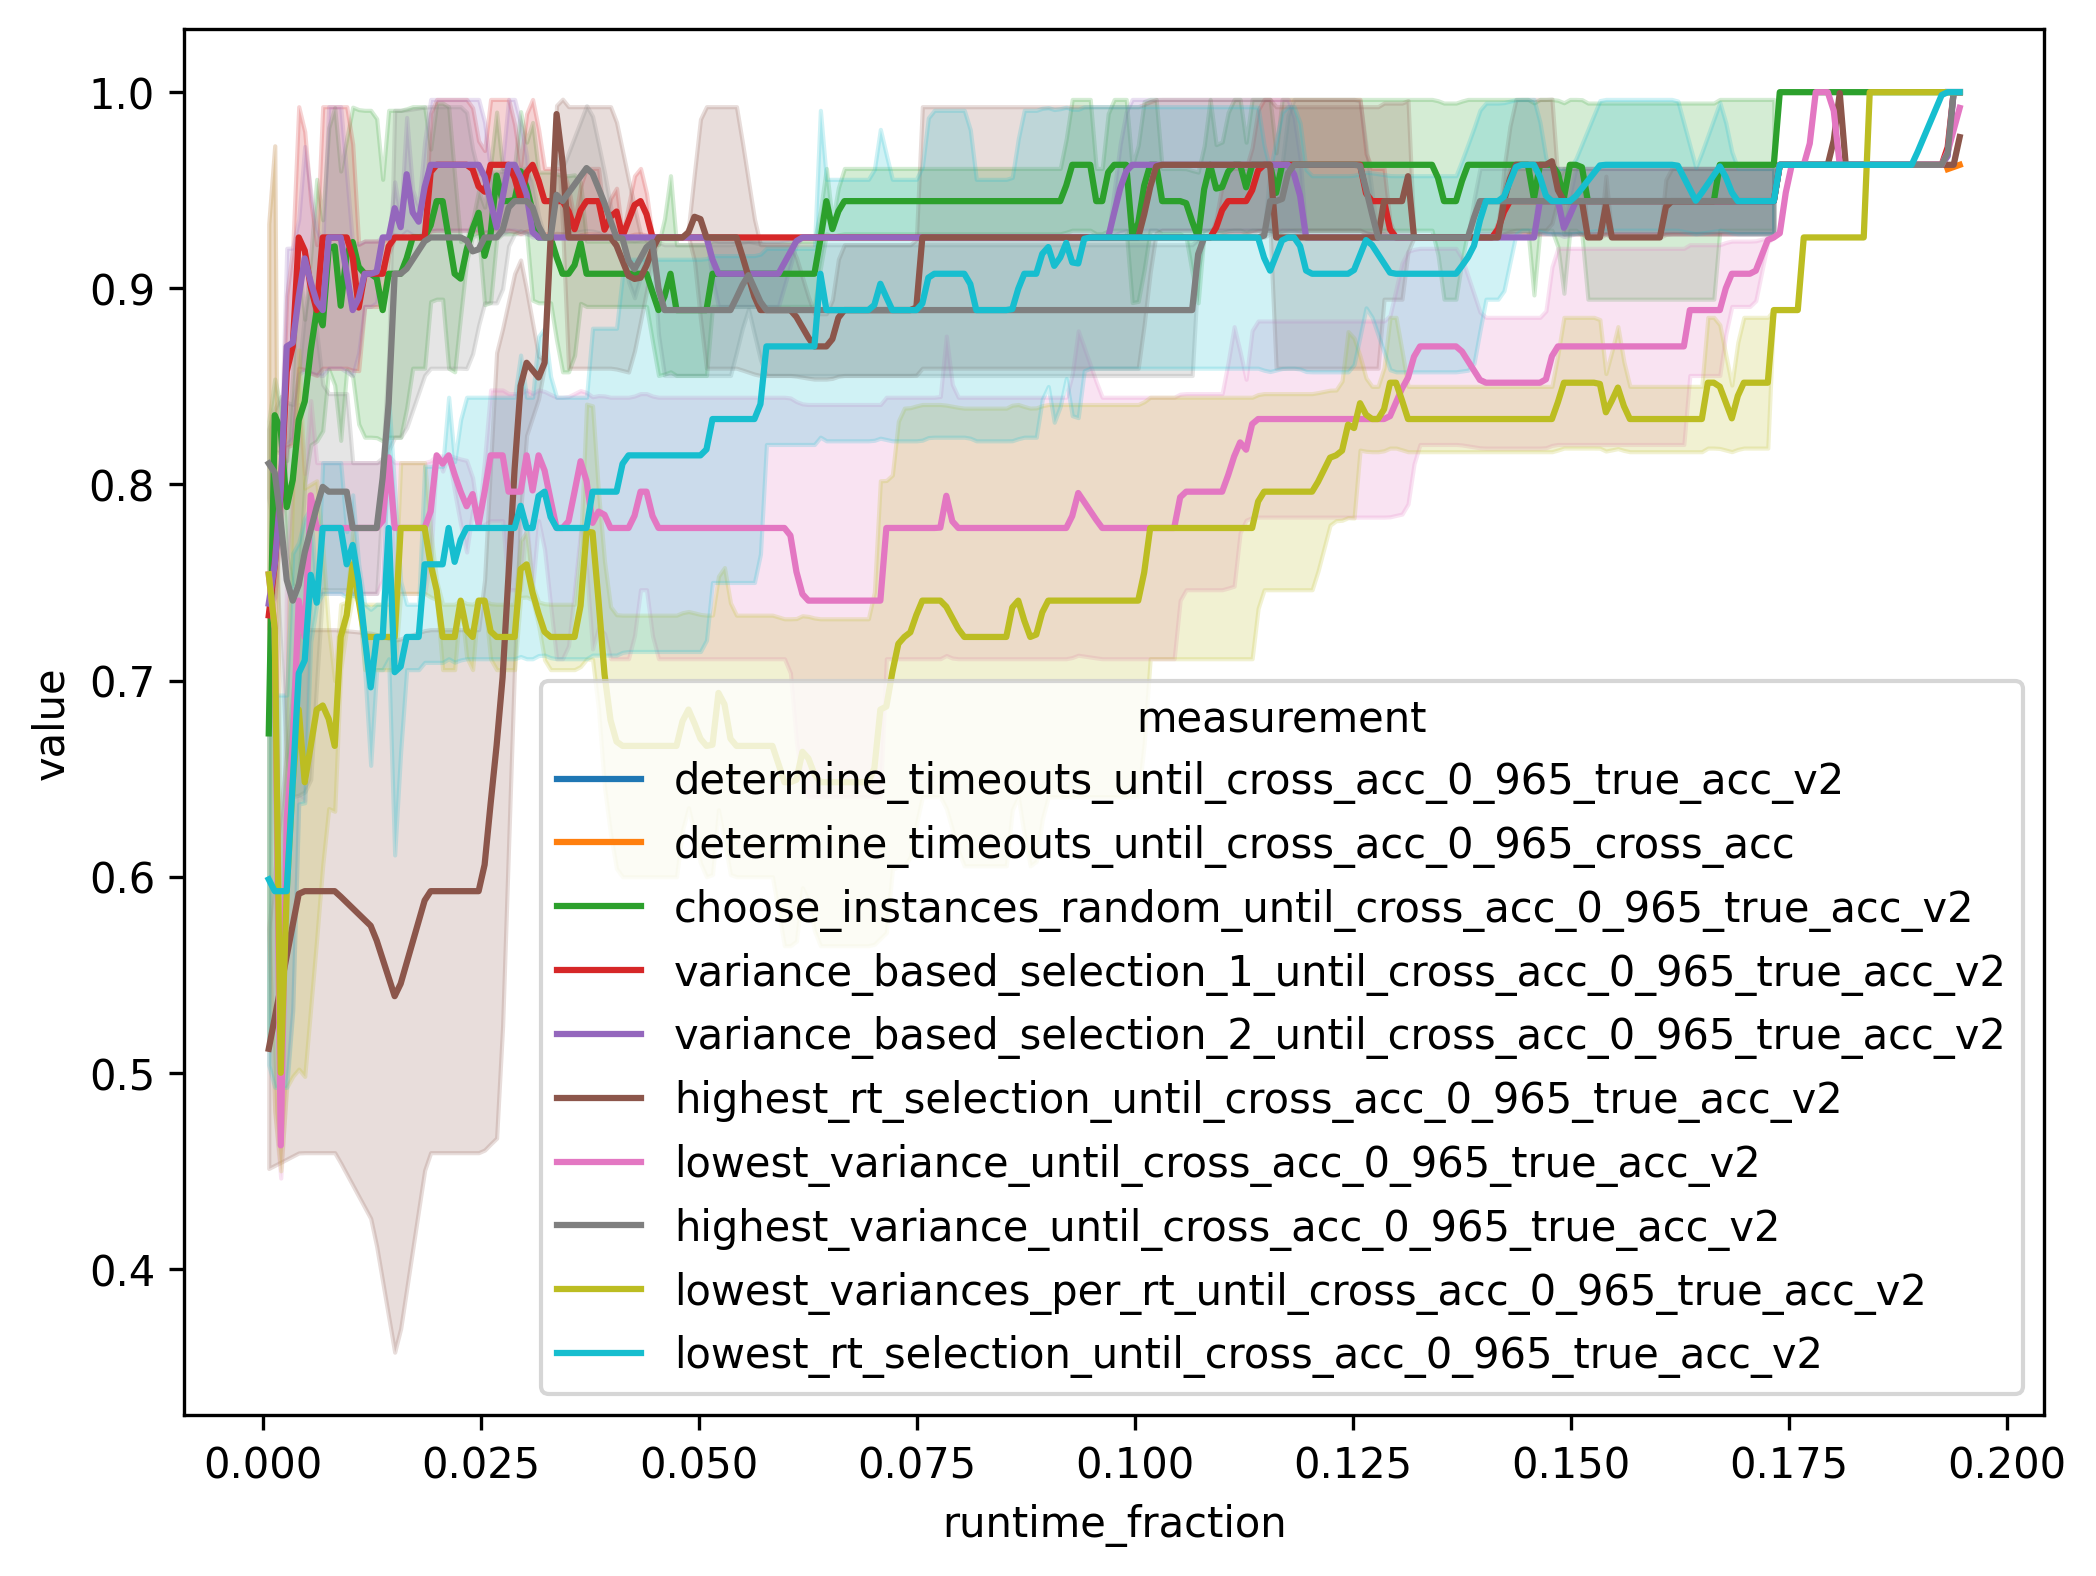 1.0
0.9
0.8
0.7
0.6
0.5
0.4
value
measurement
determine_timeouts_until_cross_acc_0_965_true_acc_v2
determine_timeouts_until_cross_acc_0_965_cross_acc
choose_instances_random_until_cross_acc_0_965_true_acc_v2
variance_based_selection_1_until_cross_acc_0_965_true_acc_v2
variance_based_selection_2_until_cross_acc_0_965_true_acc_v2
highest_rt_selection_until_cross_acc_0_965_true_acc_v2
lowest_variance_until_cross_acc_0_965_true_acc_v2
highest_variance_until_cross_acc_0_965_true_acc_v2
lowest_variances_per_rt_until_cross_acc_0_965_true_acc_v2
lowest_rt_selection_until_cross_acc_0_965_true_acc_v2
0.000 0.025 0.050 0.075 0.100 0.125 0.150 0.175 0.200
runtime_fraction